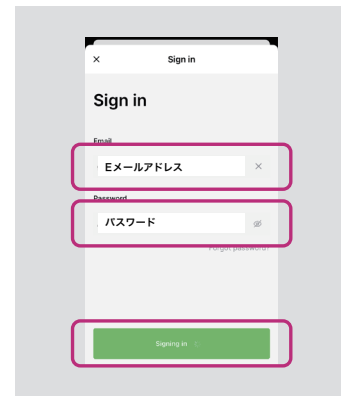 × Sign in
Sign in
Email
Eメールアドレス ×
Password
パスワード
Forgot password?
Signing in